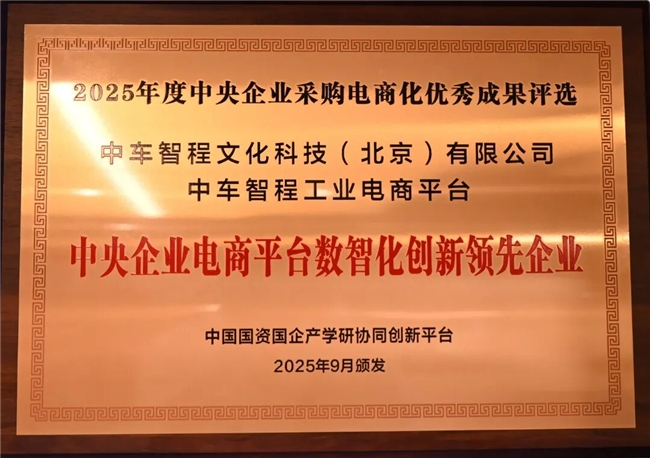 2025年度中央企业采购电商化优秀成果评选
中车智程文化科技（北京）有限公司
中车智程工业电商平台
中央企业电商平台数智化创新领先企业
中国国资国企产学研协同创新平台
2025年9月颁发